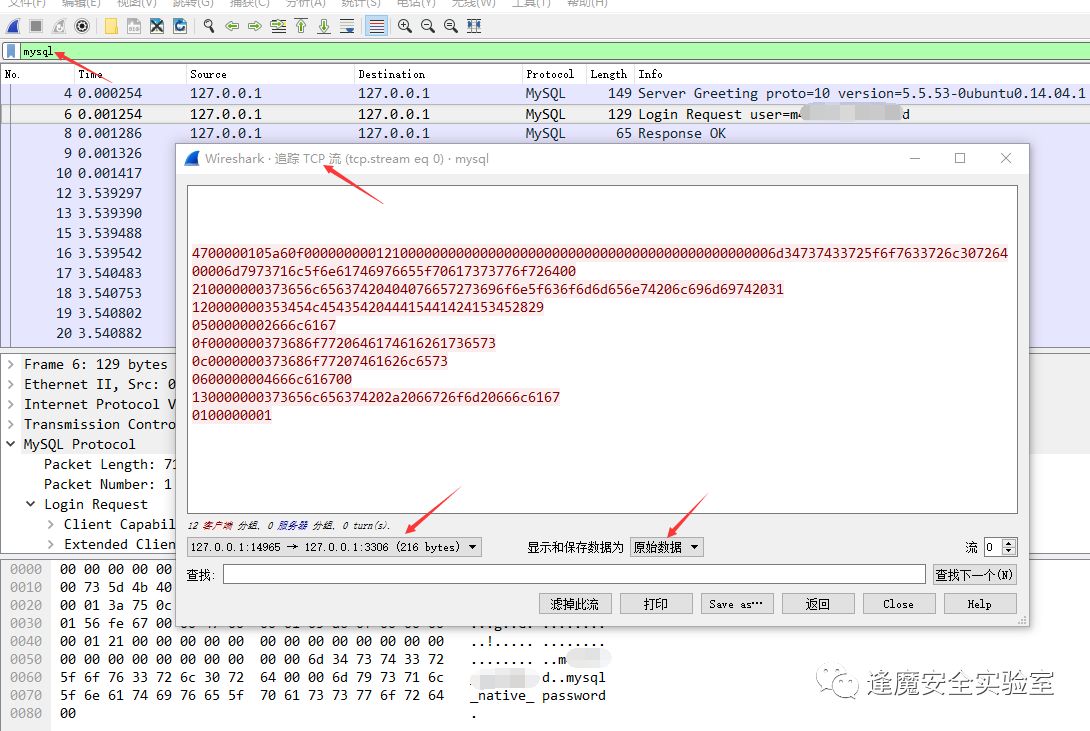 文件(F) 编辑(E) 视图(V) 跳转(G) 捕获(C) 分析(A) 统计(S) 电话(Y) 无线(W) 工具(T) 帮助(H)
mysql
No. Time Source Destination Protocol Length Info
4 0.000254 127.0.0.1 127.0.0.1 MySQL 149 Server Greeting proto=10 version=5.5.53-0ubuntu0.14.04.1
6 0.001254 127.0.0.1 127.0.0.1 MySQL 129 Login Request user=m4 d
8 0.001286 127.0.0.1 127.0.0.1 MySQL 65 Response OK
9 0.001326
10 0.001417
12 3.539297
13 3.539390
15 3.539488
16 3.539542
17 3.540483
18 3.540753
19 3.540802
20 3.540882
Wireshark · 追踪 TCP 流 (tcp.stream eq 0) · mysql
4700000105a60f00000000012100000000000000000000000000000000000000000000006d34737433725f6f7633726c307264
00006d7973716c5f6e61746976655f70617373776f726400
210000000373656c65637420404076657273696f6e5f636f6d6d656e74206c696d69742031
120000000353454c4543542044415441424153452829
0500000002666c6167
0f0000000373686f7720646174616261736573
0c0000000373686f77207461626c6573
0600000004666c616700
130000000373656c656374202a2066726f6d20666c6167
0100000001
12 客户端 分组, 0 服务器 分组, 0 turn(s).
127.0.0.1:14965 → 127.0.0.1:3306 (216 bytes) 显示和保存数据为 原始数据 流 0
查找: 查找下一个(N)
滤掉此流 打印 Save as… 返回 Close Help
Frame 6: 129 bytes
Ethernet II, Src: 0
Internet Protocol V
Transmission Contro
MySQL Protocol
Packet Length: 71
Packet Number: 1
Login Request
Client Capabil
Extended Clien
0000 00 00 00 00 00
0010 00 73 5d 4b 40
0020 00 01 3a 75 0c
0030 01 56 fe 67 00
0040 00 01 21 00 00 00 00 00 00 00 00 00 00 00 00 00 ..!..... ........
0050 00 00 00 00 00 00 00 00 00 00 6d 34 73 74 33 72 ........ ..m
0060 5f 6f 76 33 72 6c 30 72 64 00 00 6d 79 73 71 6c d..mysql
0070 5f 6e 61 74 69 76 65 5f 70 61 73 73 77 6f 72 64 _native_ password
0080 00 .
逢魔安全实验室